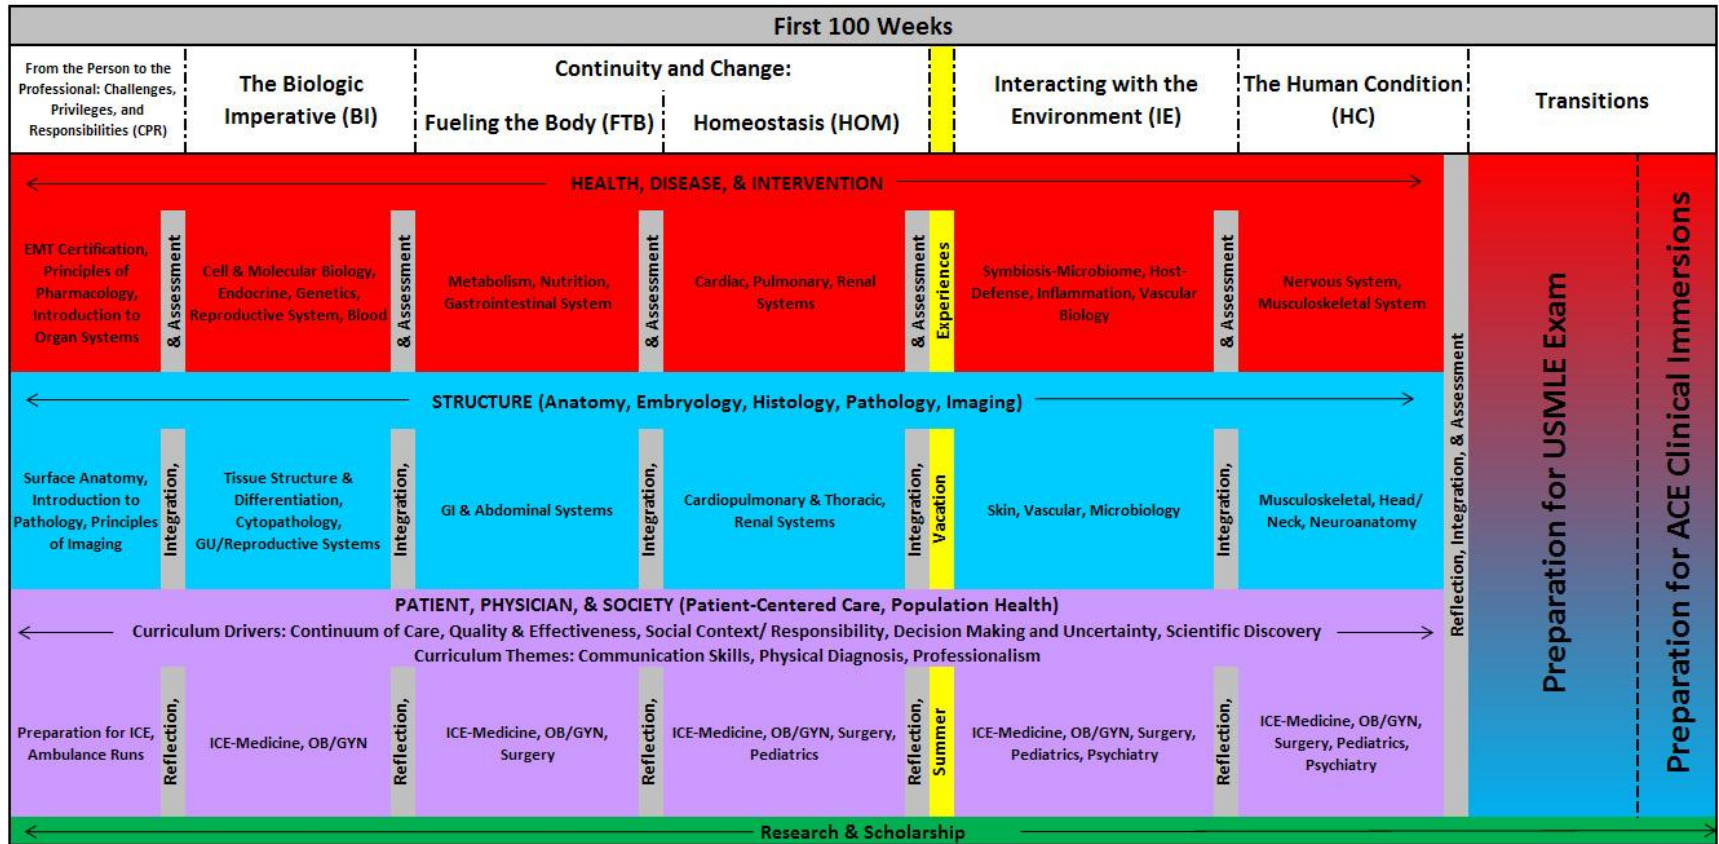 First 100 Weeks
From the Person to the
Professional: Challenges,
Privileges, and
Responsibilities (CPR)
The Biologic
Imperative (BI)
Continuity and Change:
Fueling the Body (FTB)
Homeostasis (HOM)
Interacting with the
Environment (IE)
The Human Condition
(HC)
Transitions
HEALTH, DISEASE, & INTERVENTION
EMT Certification,
Principles of
Pharmacology,
Introduction to
Organ Systems
& Assessment
Cell & Molecular Biology,
Endocrine, Genetics,
Reproductive System, Blood
& Assessment
Metabolism, Nutrition,
Gastrointestinal System
& Assessment
Cardiac, Pulmonary, Renal
Systems
& Assessment
Experiences
Symbiosis-Microbiome, Host-
Defense, Inflammation, Vascular
Biology
& Assessment
Nervous System,
Musculoskeletal System
STRUCTURE (Anatomy, Embryology, Histology, Pathology, Imaging)
Surface Anatomy,
Introduction to
Pathology, Principles
of Imaging
Integration,
Tissue Structure &
Differentiation,
Cytopathology,
GU/Reproductive Systems
Integration,
GI & Abdominal Systems
Integration,
Cardiopulmonary & Thoracic,
Renal Systems
Integration,
Vacation
Skin, Vascular, Microbiology
Integration,
Musculoskeletal, Head/
Neck, Neuroanatomy
PATIENT, PHYSICIAN, & SOCIETY (Patient-Centered Care, Population Health)
Curriculum Drivers: Continuum of Care, Quality & Effectiveness, Social Context/ Responsibility, Decision Making and Uncertainty, Scientific Discovery
Curriculum Themes: Communication Skills, Physical Diagnosis, Professionalism
Preparation for ICE,
Ambulance Runs
Reflection,
ICE-Medicine, OB/GYN
Reflection,
ICE-Medicine, OB/GYN,
Surgery
Reflection,
ICE-Medicine, OB/GYN, Surgery,
Pediatrics
Reflection,
Summer
ICE-Medicine, OB/GYN, Surgery,
Pediatrics, Psychiatry
Reflection,
ICE-Medicine, OB/GYN,
Surgery, Pediatrics,
Psychiatry
Reflection, Integration, & Assessment
Preparation for USMLE Exam
Preparation for ACE Clinical Immersions
Research & Scholarship